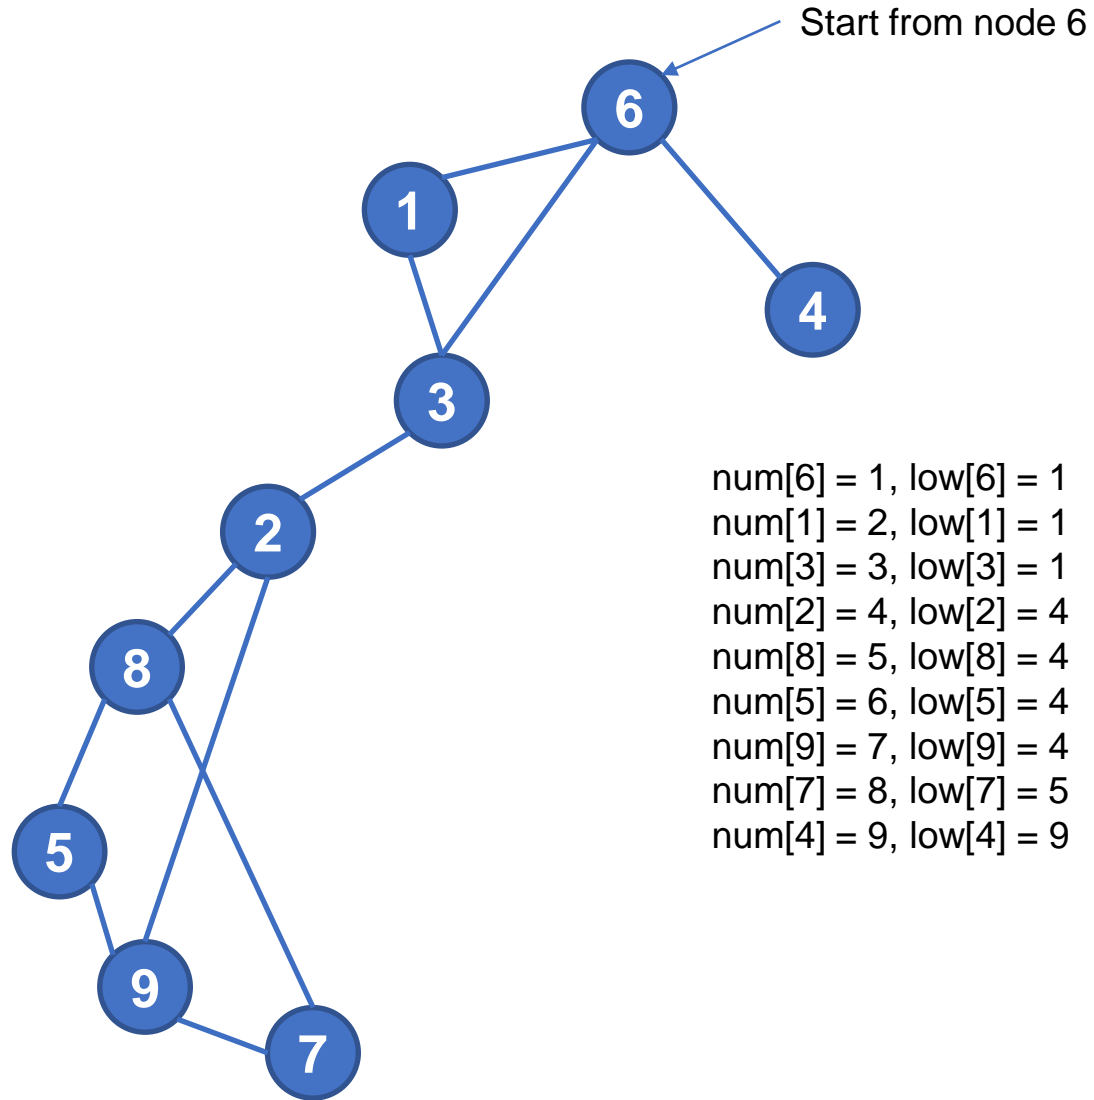 Start from node 6
6
1
4
3
2
8
5
9
7
num[6] = 1, low[6] = 1
num[1] = 2, low[1] = 1
num[3] = 3, low[3] = 1
num[2] = 4, low[2] = 4
num[8] = 5, low[8] = 4
num[5] = 6, low[5] = 4
num[9] = 7, low[9] = 4
num[7] = 8, low[7] = 5
num[4] = 9, low[4] = 9